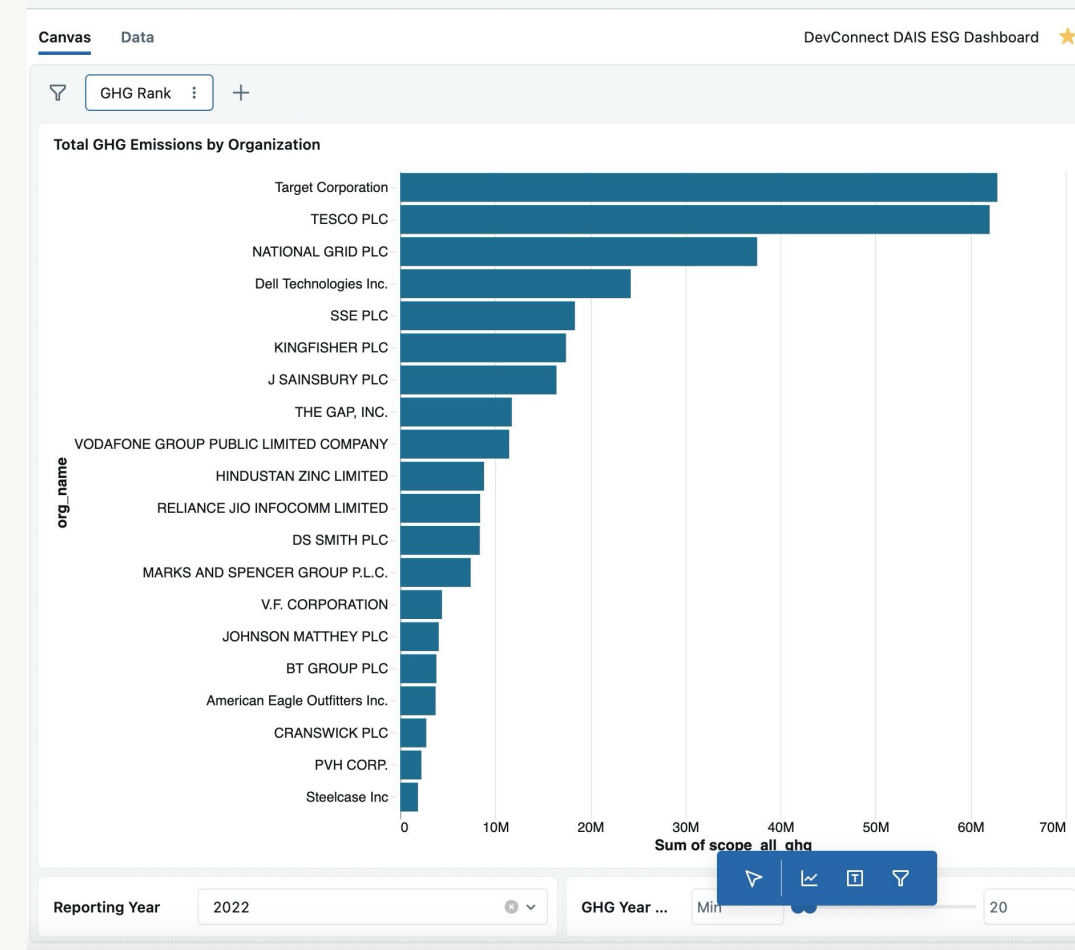 Canvas Data DevConnect DAIS ESG Dashboard
GHG Rank
Total GHG Emissions by Organization
Target Corporation
TESCO PLC
NATIONAL GRID PLC
Dell Technologies Inc.
SSE PLC
KINGFISHER PLC
J SAINSBURY PLC
THE GAP, INC.
VODAFONE GROUP PUBLIC LIMITED COMPANY
HINDUSTAN ZINC LIMITED
RELIANCE JIO INFOCOMM LIMITED
DS SMITH PLC
MARKS AND SPENCER GROUP P.L.C.
V.F. CORPORATION
JOHNSON MATTHEY PLC
BT GROUP PLC
American Eagle Outfitters Inc.
CRANSWICK PLC
PVH CORP.
Steelcase Inc
org_name
0 10M 20M 30M 40M 50M 60M 70M
Sum of scope_all_ghg
Reporting Year 2022 GHG Year ... Min 20